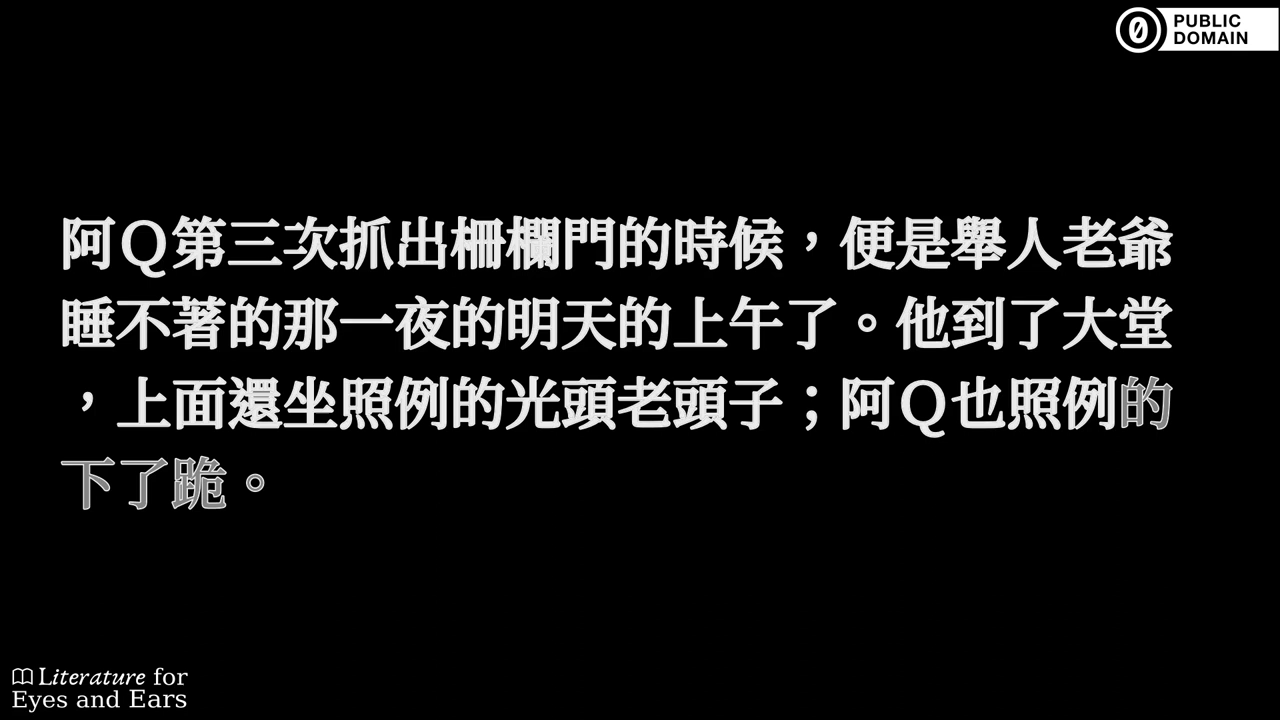 PUBLIC
DOMAIN
阿Q第三次抓出柵欄門的時候，便是舉人老爺
睡不著的那一夜的明天的上午了。他到了大堂
，上面還坐照例的光頭老頭子；阿Q也照例的
下了跪。
Literature for
Eyes and Ears